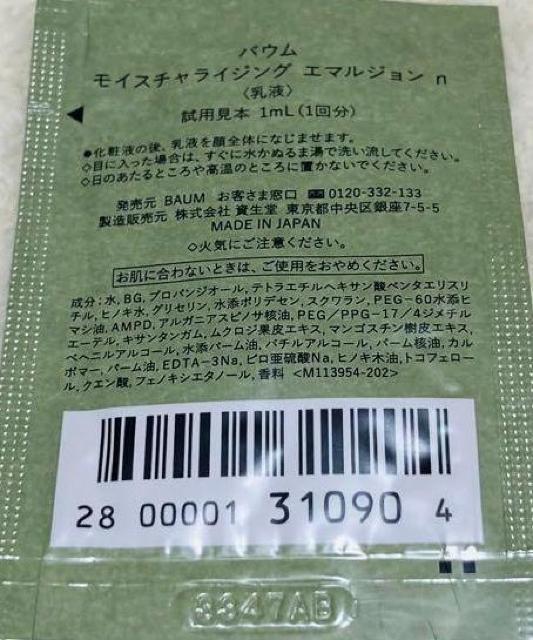 バウム
モイスチャライジング エマルジョン n
〈乳液〉
試用見本 1mL(1回分)
●化粧液の後、乳液を顔全体になじませます。
◇目に入った場合は、すぐに水かぬるま湯で洗い流してください。
◇日のあたるところや高温のところに置かないでください。
発売元 BAUM お客さま窓口 0120-332-133
製造販売元 株式会社 資生堂 東京都中央区銀座7-5-5
MADE IN JAPAN
◇火気にご注意ください。
お肌に合わないときは、ご使用をおやめください。
成分:水,BG,プロパンジオール,テトラエチルヘキサン酸ペンタエリスリ
チル,ヒノキ水,グリセリン,水添ポリデセン,スクワラン,PEG-60水添ヒ
マシ油,AMPD,アルガニアスピノサ核油,PEG/PPG-17/4ジメチル
エーテル,キサンタンガム,ムクロジ果皮エキス,マンゴスチン樹皮エキス,
ベヘニルアルコール,水添パーム油,バチルアルコール,パーム核油,カル
ボマー,パーム油,EDTA-3Na,ピロ亜硫酸Na,ヒノキ木油,トコフェロー
ル,クエン酸,フェノキシエタノール,香料 <M113954-202>
28 00001 31090 4
3347AB